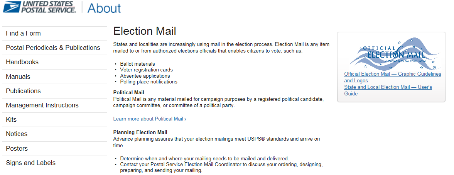 UNITED STATES
POSTAL SERVICE.
About
Find a Form
Postal Periodicals & Publications
Handbooks
Manuals
Publications
Management Instructions
Kits
Notices
Posters
Signs and Labels
Election Mail
States and localities are increasingly using mail in the election process. Election Mail is any item
mailed to or from authorized elections officials that enables citizens to vote, such as:
Ballot materials
Voter registration cards
Absentee applications
Polling place notifications
Political Mail
Political Mail is any material mailed for campaign purposes by a registered political candidate,
campaign committee, or committee of a political party.
Learn more about Political Mail ›
Planning Election Mail
Advance planning assures that your election mailings meet USPS® standards and arrive on
time.
Determine when and where your mailing needs to be mailed and delivered
Contact your Postal Service Election Mail Coordinator to discuss your ordering, designing,
preparing, and sending your mailing.
OFFICIAL
ELECTION MAIL
Official Election Mail — Graphic Guidelines
and Logos
State and Local Election Mail — User's
Guide